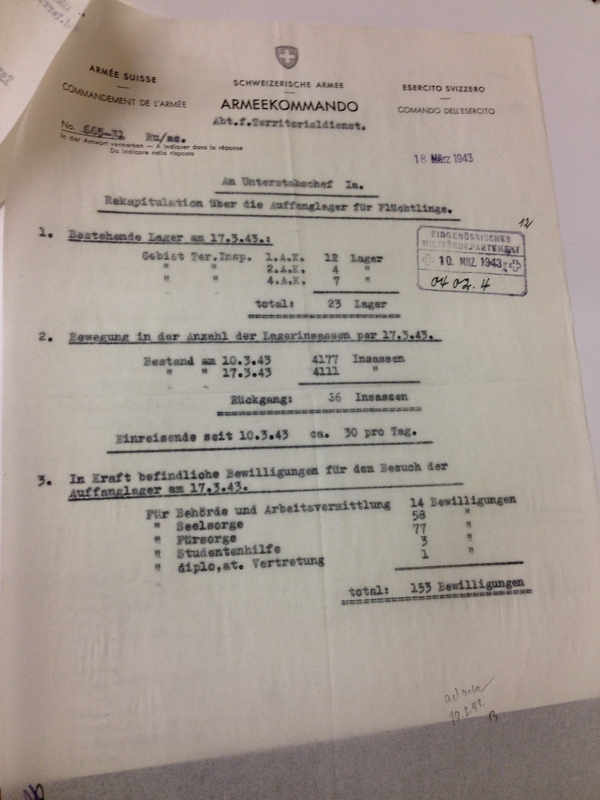 ARMÉE SUISSE
COMMANDEMENT DE L'ARMÉE
SCHWEIZERISCHE ARMEE
ARMEEKOMMANDO
Abt.f.Territorialdienst.
ESERCITO SVIZZERO
COMANDO DELL'ESERCITO
No. 665-31 Ru/as.
In der Antwort vermerken — A indiquer dans la réponse
Da indicare nella risposta
18 März 1943
An Unterstabschef Ia.
Rekapitulation über die Auffanglager für Flüchtlinge.
12/
EIDGENÖSSISCHES
MILITÄRDEPARTEMENT
MRZ. 1943
04 02. 4
1. Bestehende Lager am 17.3.43.:
Gebiet Ter.Insp. 1.A.K. 12 Lager
" " 2.A.K. 4 "
" " 4.A.K. 7 "
total: 23 Lager
2. Bewegung in der Anzahl der Lagerinsassen per 17.3.43.
Bestand am 10.3.43 4177 Insassen
" " 17.3.43 4111 "
Rückgang: Insassen
Einreisende seit 10.3.43 ca. 30 pro Tag.
3. In Kraft befindliche Bewilligungen für den Besuch der
Auffanglager am 17.3.43.
Für Behörde und Arbeitsvermittlung 14 Bewilligungen
" Seelsorge 58 "
" Fürsorge 77 "
" Studentenhilfe 3 "
" diplo,at. Vertretung 1 "
total: 153 Bewilligungen